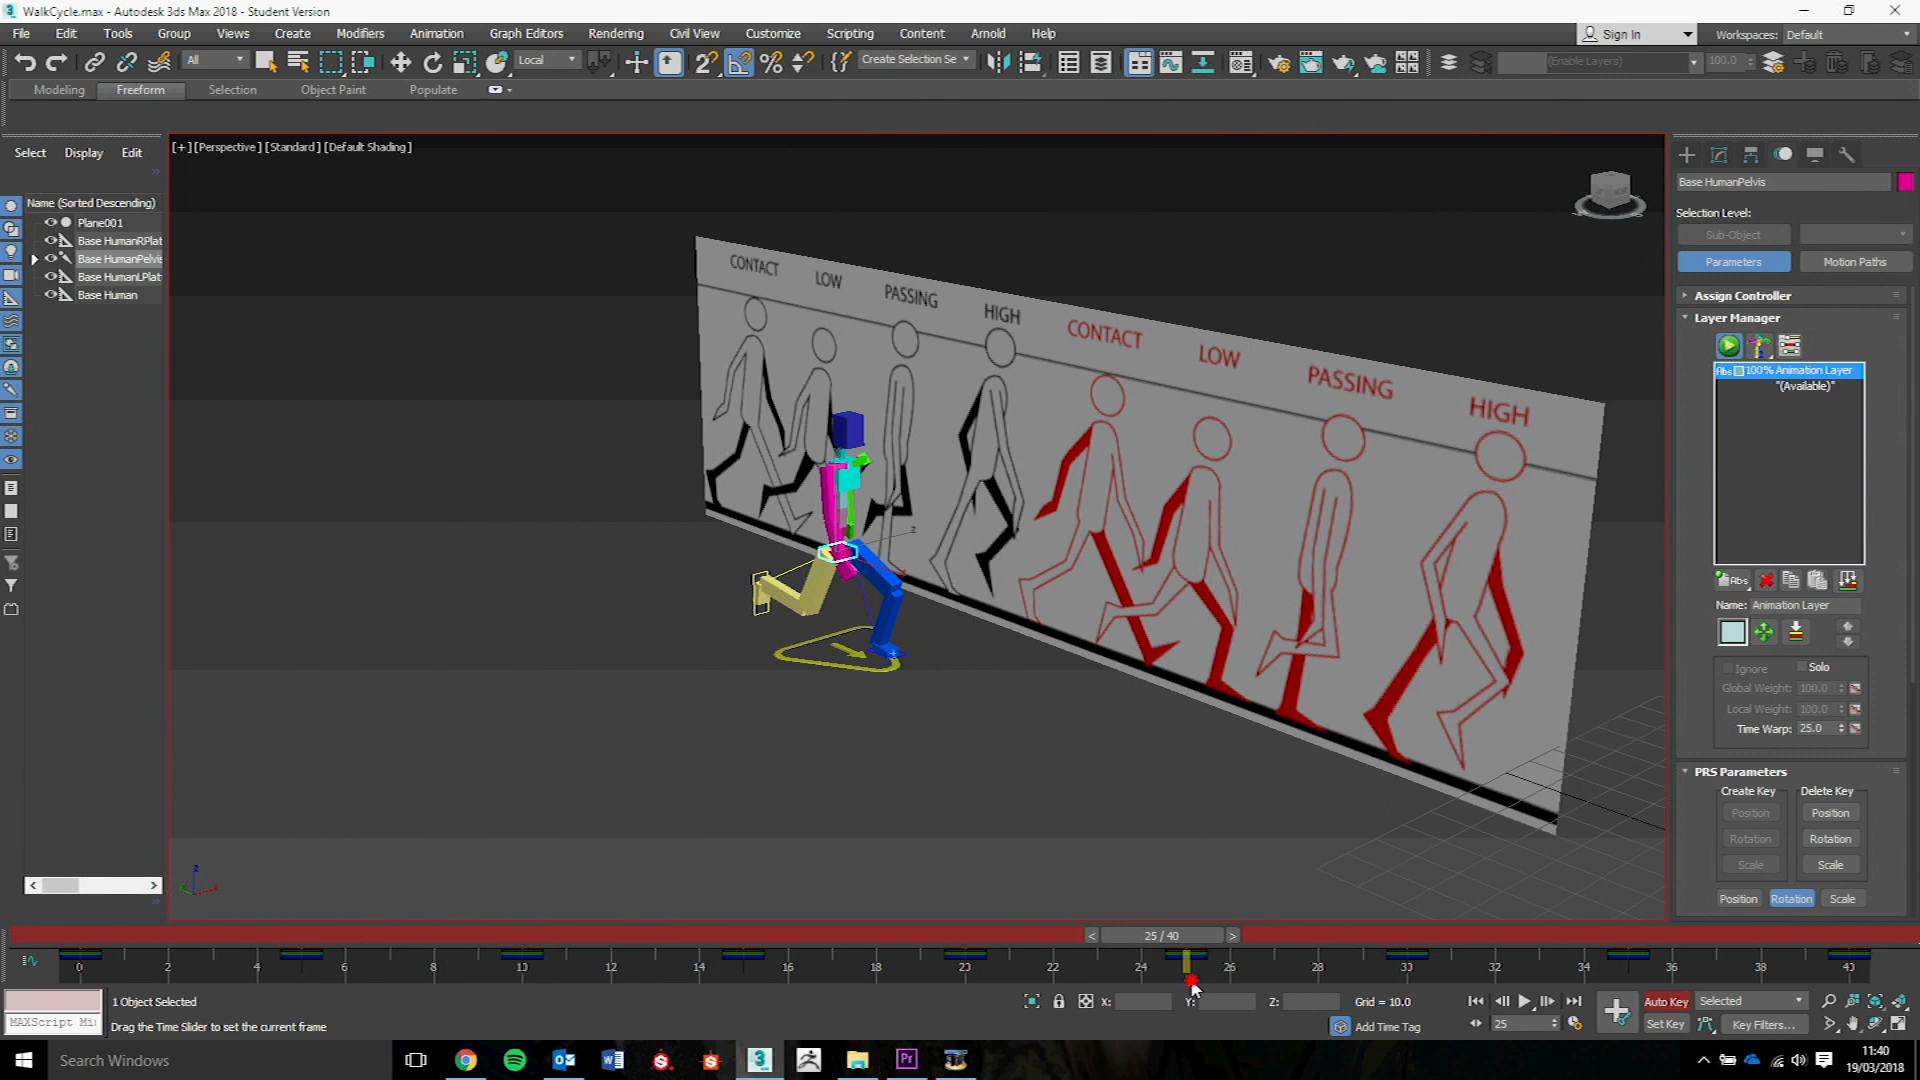 WalkCycle.max - Autodesk 3ds Max 2018 - Student Version
File Edit Tools Group Views Create Modifiers Animation Graph Editors Rendering Civil View Customize Scripting Content Arnold Help
Sign In Workspaces: Default
All Local Create Selection Se (Enable Layers) 100.0
Modeling Freeform Selection Object Paint Populate
Select Display Edit
[+] [Perspective] [Standard] [Default Shading]
Name (Sorted Descending)
Plane001
Base HumanRPlat
Base HumanPelvis
Base HumanLPlat
Base Human
CONTACT LOW PASSING HIGH CONTACT LOW PASSING HIGH
Base HumanPelvis
Selection Level:
Sub-Object
Parameters Motion Paths
Assign Controller
Layer Manager
Abs 100% Animation Layer
"(Available)"
Abs
Name: Animation Layer
Ignore Solo
Global Weight: 100.0
Local Weight: 100.0
Time Warp: 25.0
PRS Parameters
Create Key Delete Key
Position Position
Rotation Rotation
Scale Scale
Position Rotation Scale
< 25 / 40 >
0 2 4 6 8 10 12 14 16 18 20 22 24 26 28 30 32 34 36 38 40
1 Object Selected
X: Y: Z: Grid = 10.0
Auto Key Selected
MAXScript Mi
Drag the Time Slider to set the current frame
Add Time Tag
25
Set Key Key Filters...
Search Windows
11:40
19/03/2018